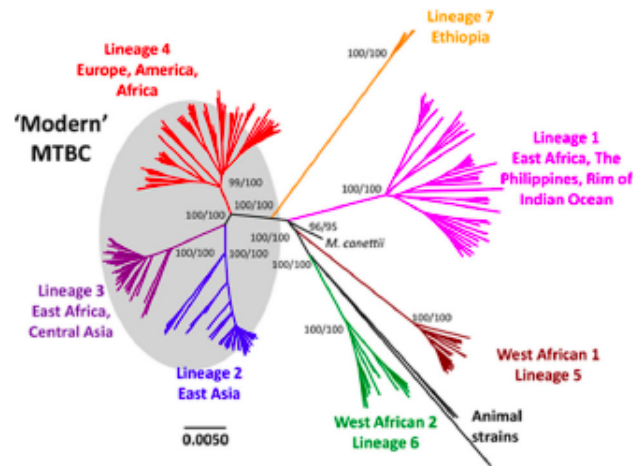 Lineage 7
Ethiopia
100/100
Lineage 4
Europe, America,
Africa
'Modern'
MTBC
99/100
100/100
100/100
Lineage 1
East Africa, The
Philippines, Rim of
Indian Ocean
100/100
96/95
M. canettii
100/100
100/100
100/100
100/100
Lineage 3
East Africa,
Central Asia
100/100
100/100
West African 1
Lineage 5
Lineage 2
East Asia
West African 2
Lineage 6
Animal
strains
0.0050